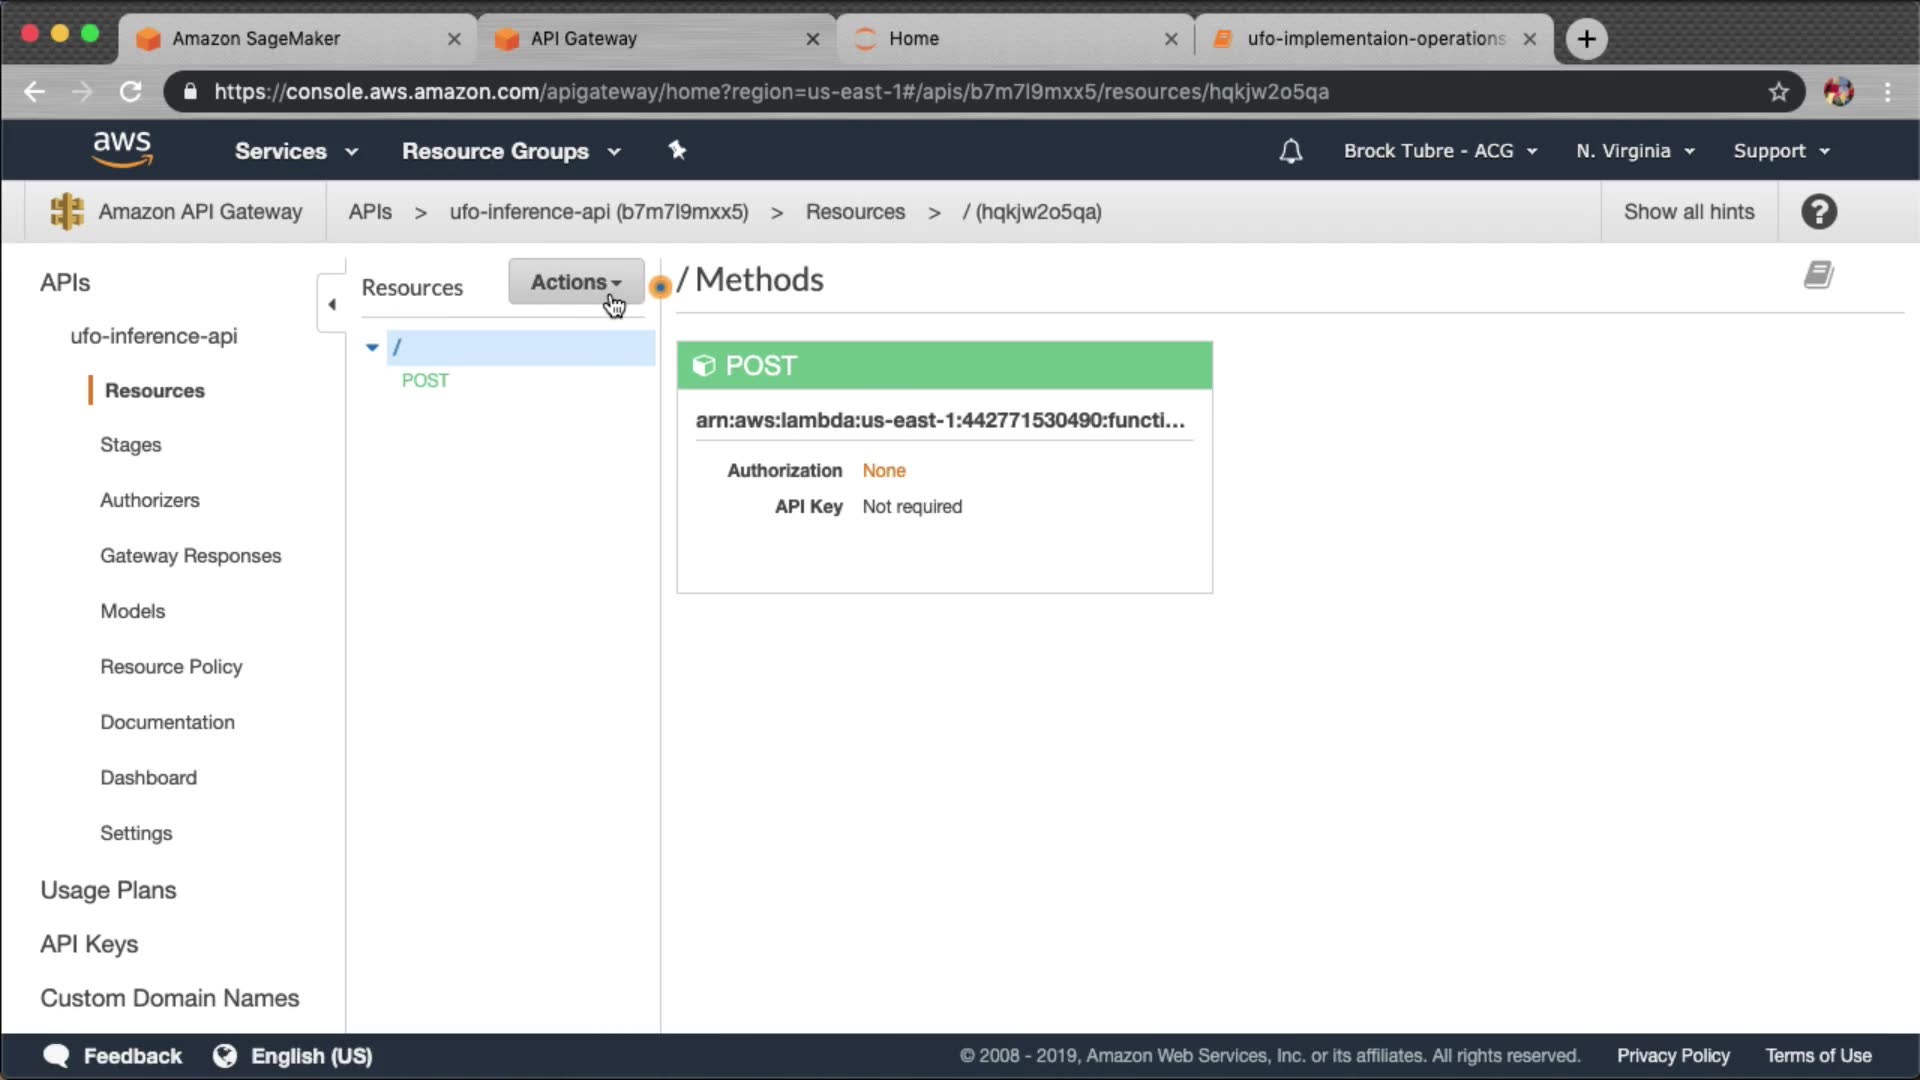 Amazon SageMaker
API Gateway
Home
ufo-implementaion-operations
https://console.aws.amazon.com/apigateway/home?region=us-east-1#/apis/b7m7l9mxx5/resources/hqkjw2o5qa
aws
Services
Resource Groups
Brock Tubre - ACG
N. Virginia
Support
Amazon API Gateway
APIs > ufo-inference-api (b7m7l9mxx5) > Resources > / (hqkjw2o5qa)
Show all hints
?
APIs
ufo-inference-api
Resources
Stages
Authorizers
Gateway Responses
Models
Resource Policy
Documentation
Dashboard
Settings
Usage Plans
API Keys
Custom Domain Names
Resources
Actions
/
POST
/ Methods
POST
arn:aws:lambda:us-east-1:442771530490:functi...
Authorization None
API Key Not required
Feedback
English (US)
© 2008 - 2019, Amazon Web Services, Inc. or its affiliates. All rights reserved.
Privacy Policy
Terms of Use